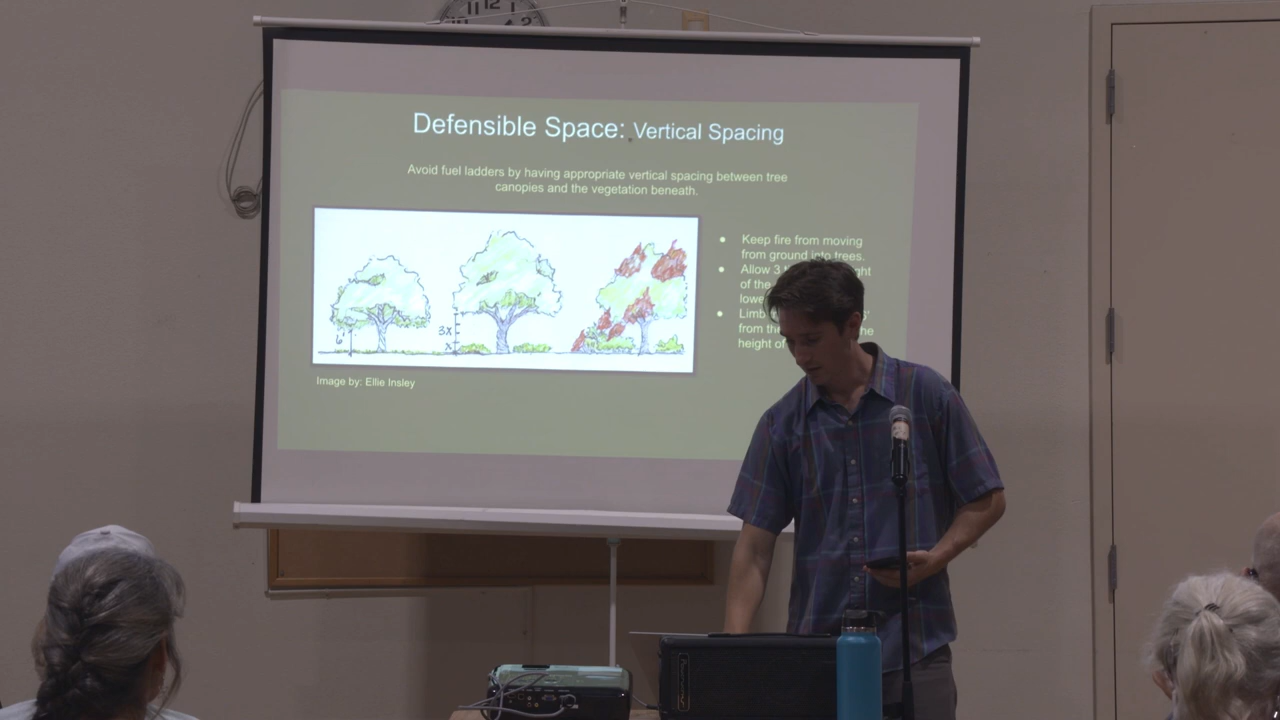 12
2
Defensible Space: Vertical Spacing
Avoid fuel ladders by having appropriate vertical spacing between tree
canopies and the vegetation beneath.
Keep fire from moving
from ground into trees.
Allow 3
of the
lowe
Limb
from the
height of
6'
3x
x
Image by: Ellie Insley